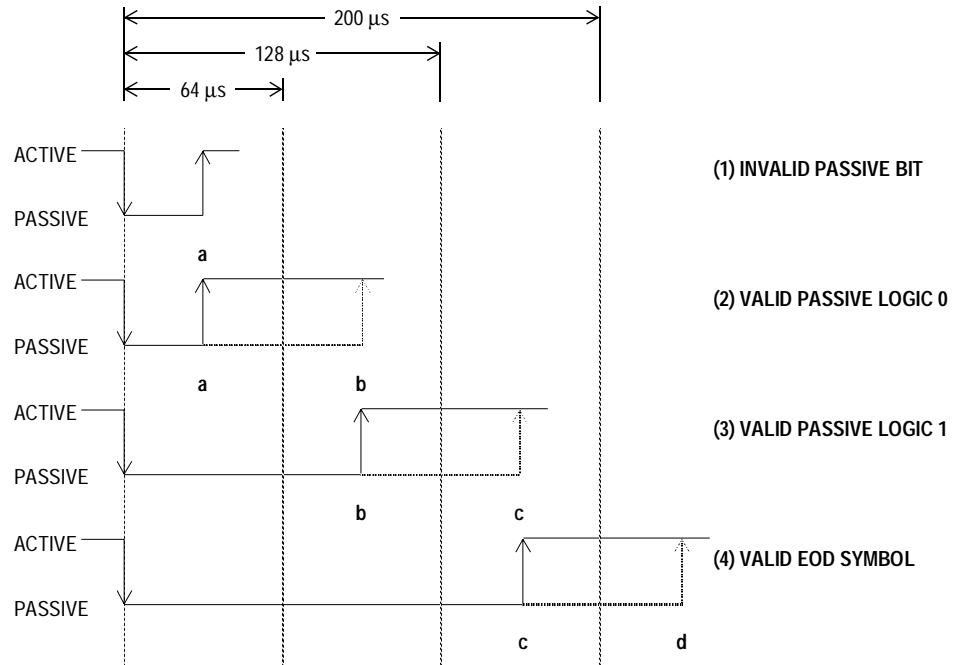 200 µs
128 µs
64 µs
ACTIVE
(1) INVALID PASSIVE BIT
PASSIVE
a
ACTIVE
(2) VALID PASSIVE LOGIC 0
PASSIVE
a b
ACTIVE
(3) VALID PASSIVE LOGIC 1
PASSIVE
b c
ACTIVE
(4) VALID EOD SYMBOL
PASSIVE
c d